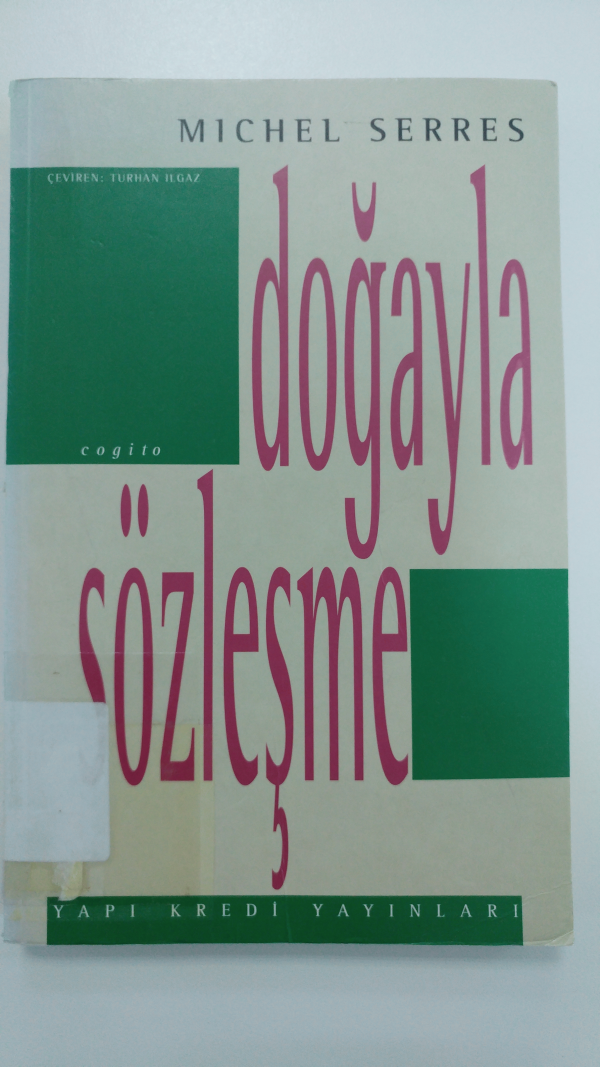 MICHEL SERRES
ÇEVİREN: TURHAN ILGAZ
doğayla
cogito
sözleşme
YAPI KREDİ YAYINLARI